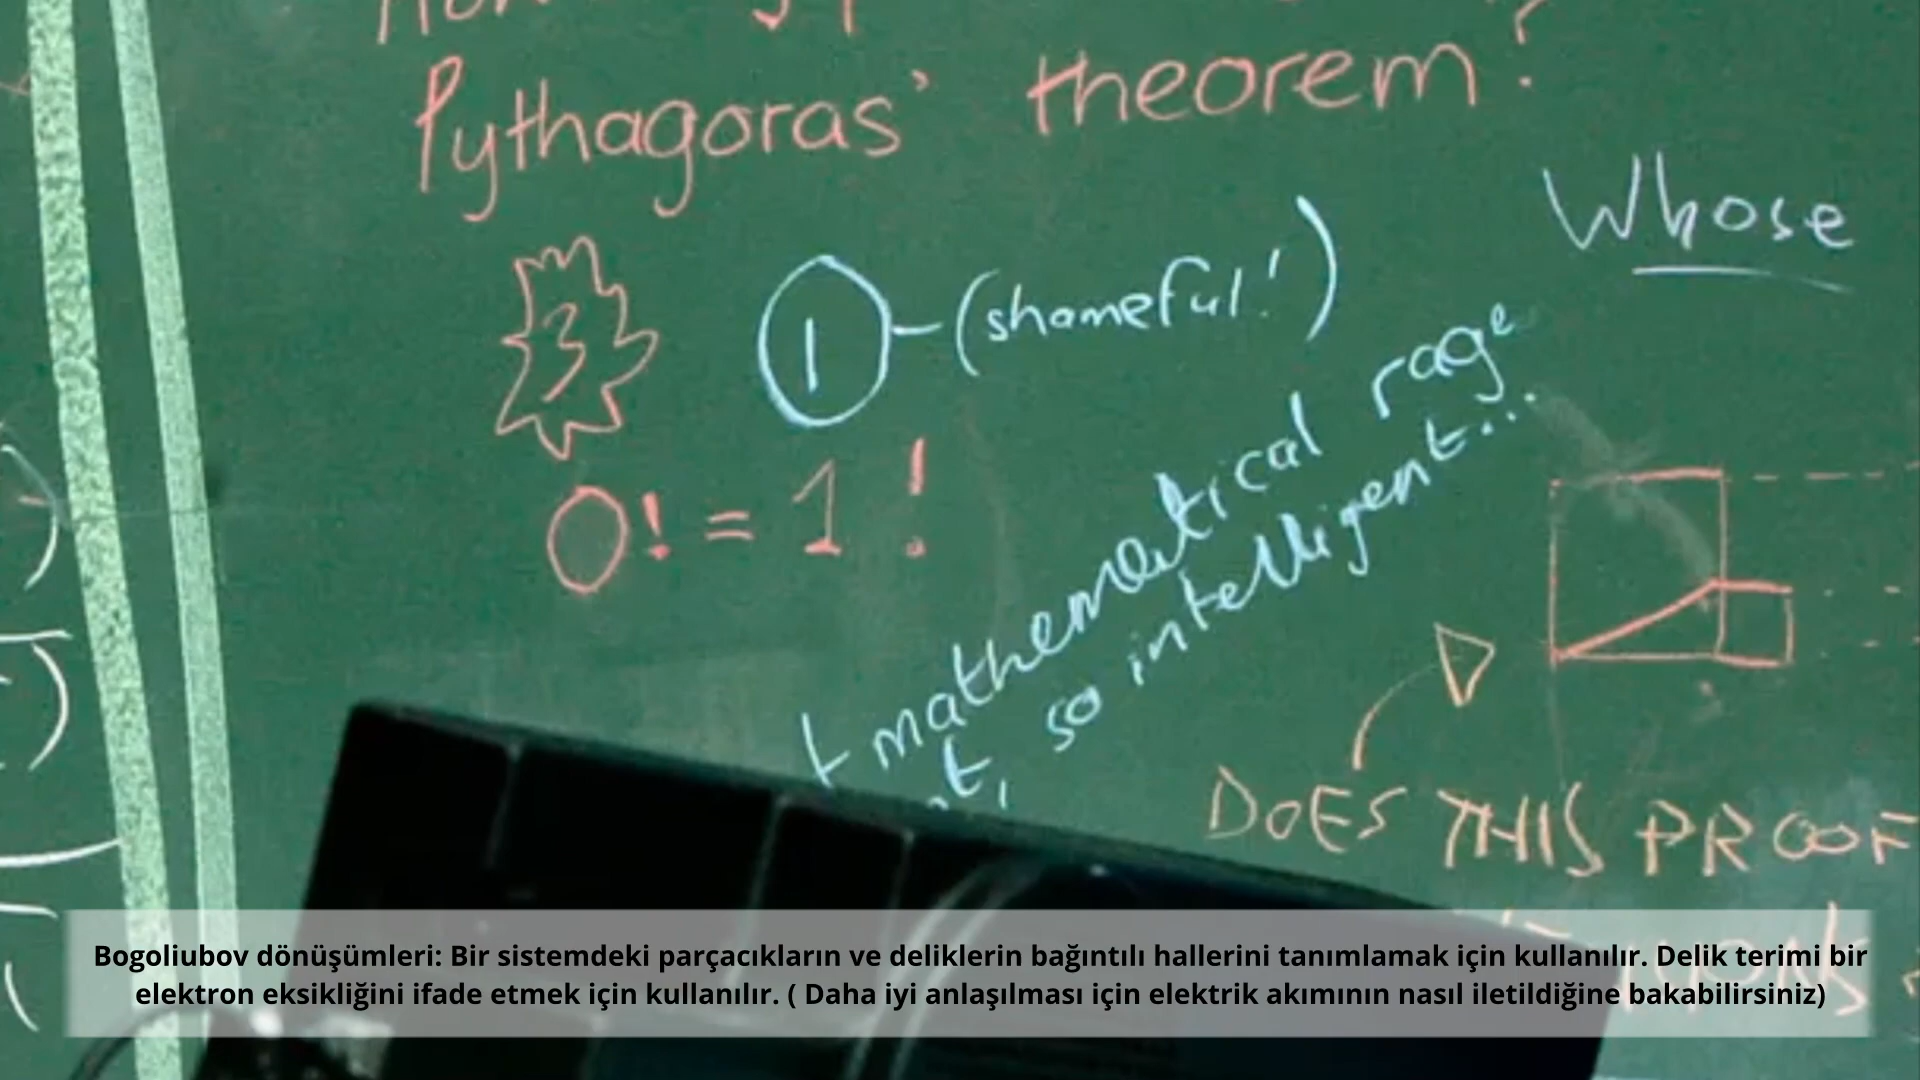 Pythagoras' theorem?
Whose
3
1 - (shameful!)
0! = 1!
mathematical rage
so intelligent...
DOES THIS PROOF
Bogoliubov dönüşümleri: Bir sistemdeki parçacıkların ve deliklerin bağıntılı hallerini tanımlamak için kullanılır. Delik terimi bir
elektron eksikliğini ifade etmek için kullanılır. ( Daha iyi anlaşılması için elektrik akımının nasıl iletildiğine bakabilirsiniz)